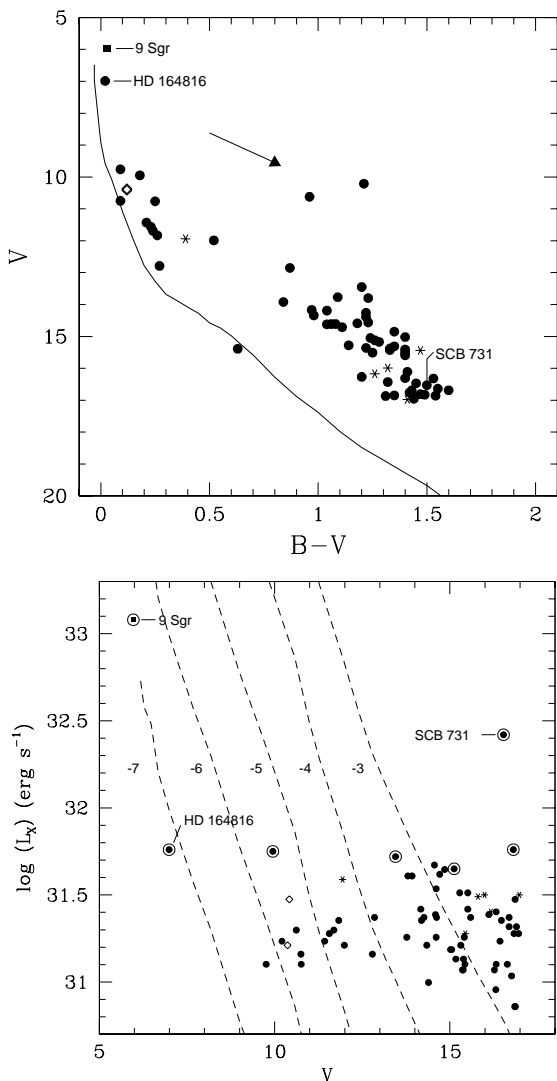 5
9 Sgr
HD 164816
10
V
15
SCB 731
20
0 0.5 1 1.5 2
B-V
33
9 Sgr
32.5
SCB 731
-7 -6 -5 -4 -3
log (Lx) (erg s⁻¹)
HD 164816
32
31.5
31
5 10 15
V